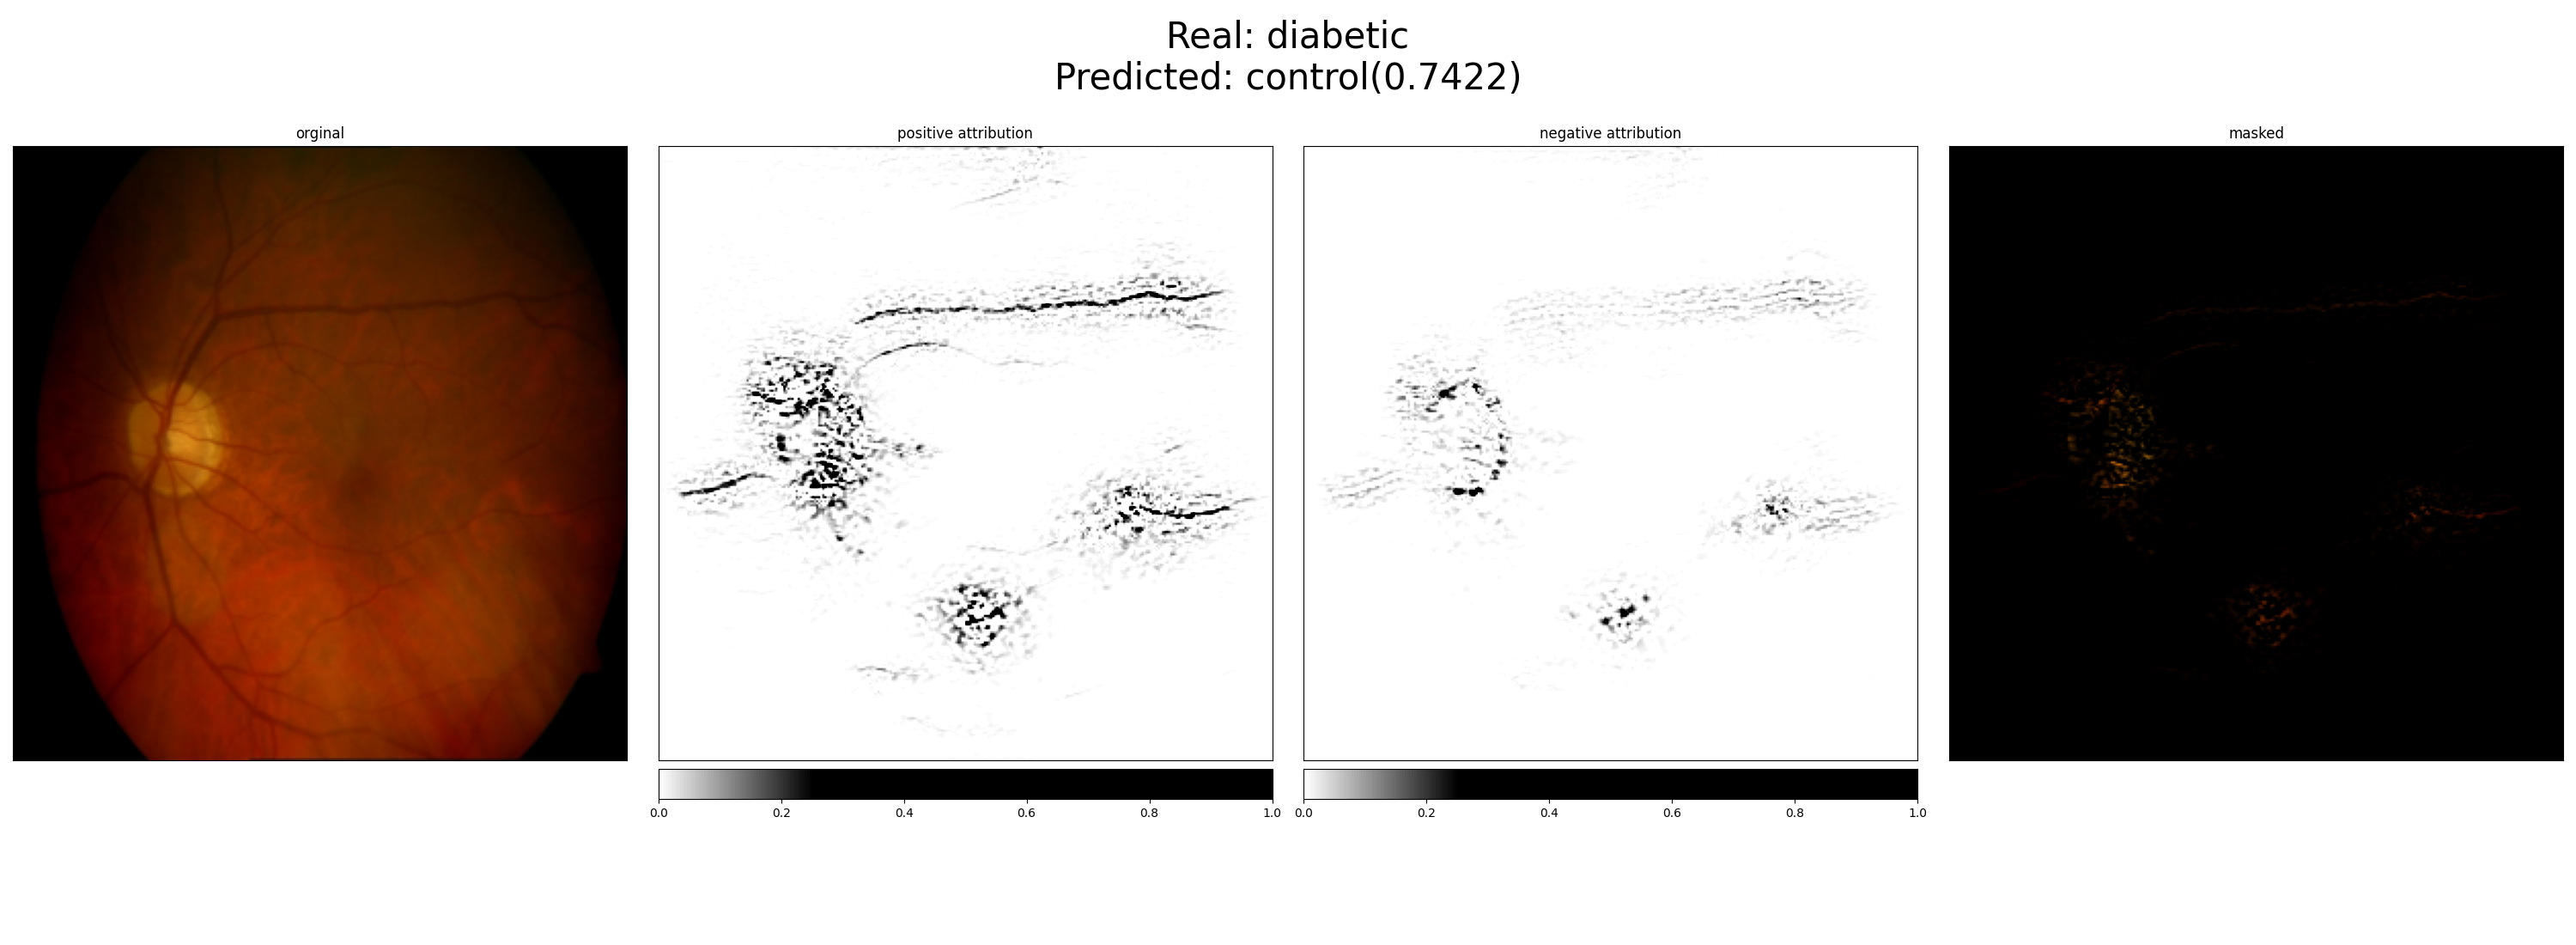 Real: diabetic
Predicted: control(0.7422)
orginal
positive attribution
negative attribution
masked
0.0 0.2 0.4 0.6 0.8 1.0
0.0 0.2 0.4 0.6 0.8 1.0